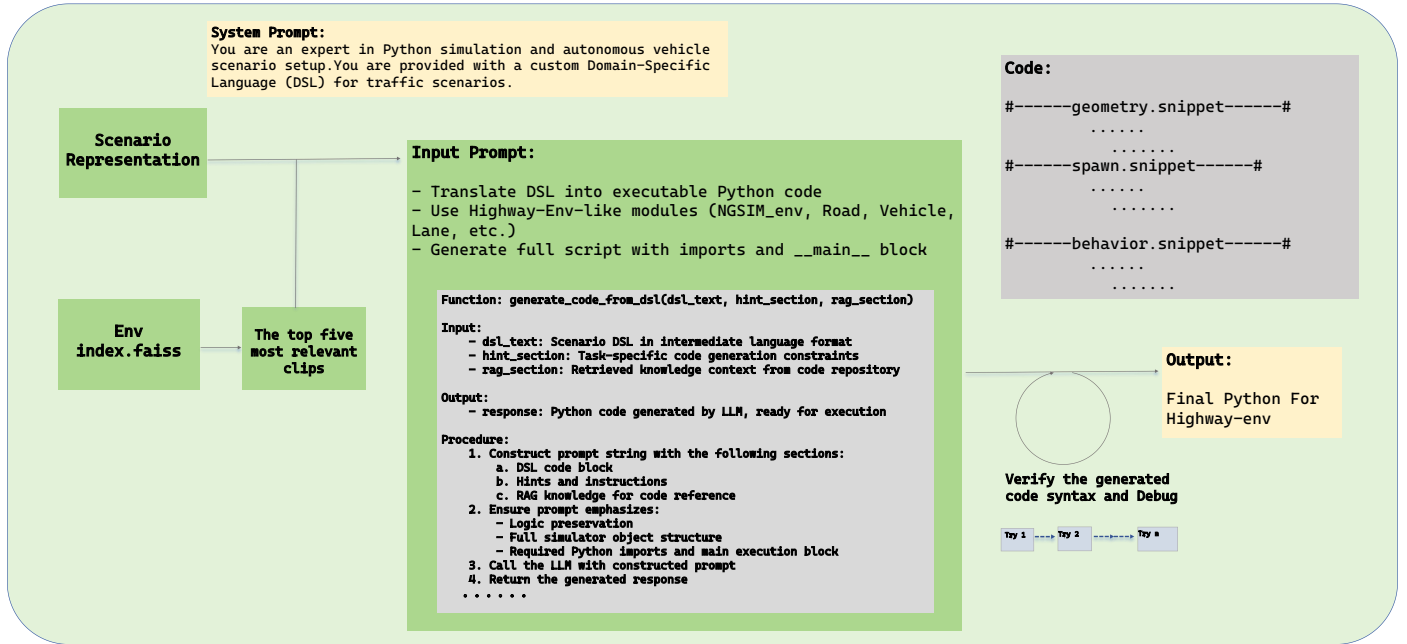 System Prompt:
You are an expert in Python simulation and autonomous vehicle
scenario setup.You are provided with a custom Domain-Specific
Language (DSL) for traffic scenarios.
Scenario
Representation
Env
index.faiss
The top five
most relevant
clips
Input Prompt:
- Translate DSL into executable Python code
- Use Highway-Env-like modules (NGSIM_env, Road, Vehicle,
Lane, etc.)
- Generate full script with imports and __main__ block
Function: generate_code_from_dsl(dsl_text, hint_section, rag_section)
Input:
- dsl_text: Scenario DSL in intermediate language format
- hint_section: Task-specific code generation constraints
- rag_section: Retrieved knowledge context from code repository
Output:
- response: Python code generated by LLM, ready for execution
Procedure:
1. Construct prompt string with the following sections:
a. DSL code block
b. Hints and instructions
c. RAG knowledge for code reference
2. Ensure prompt emphasizes:
- Logic preservation
- Full simulator object structure
- Required Python imports and main execution block
3. Call the LLM with constructed prompt
4. Return the generated response
......
Code:
#------geometry.snippet------#
......
.......
#------spawn.snippet------#
......
.......
#------behavior.snippet------#
......
.......
Verify the generated
code syntax and Debug
Try 1
Try 2
Try n
Output:
Final Python For
Highway-env